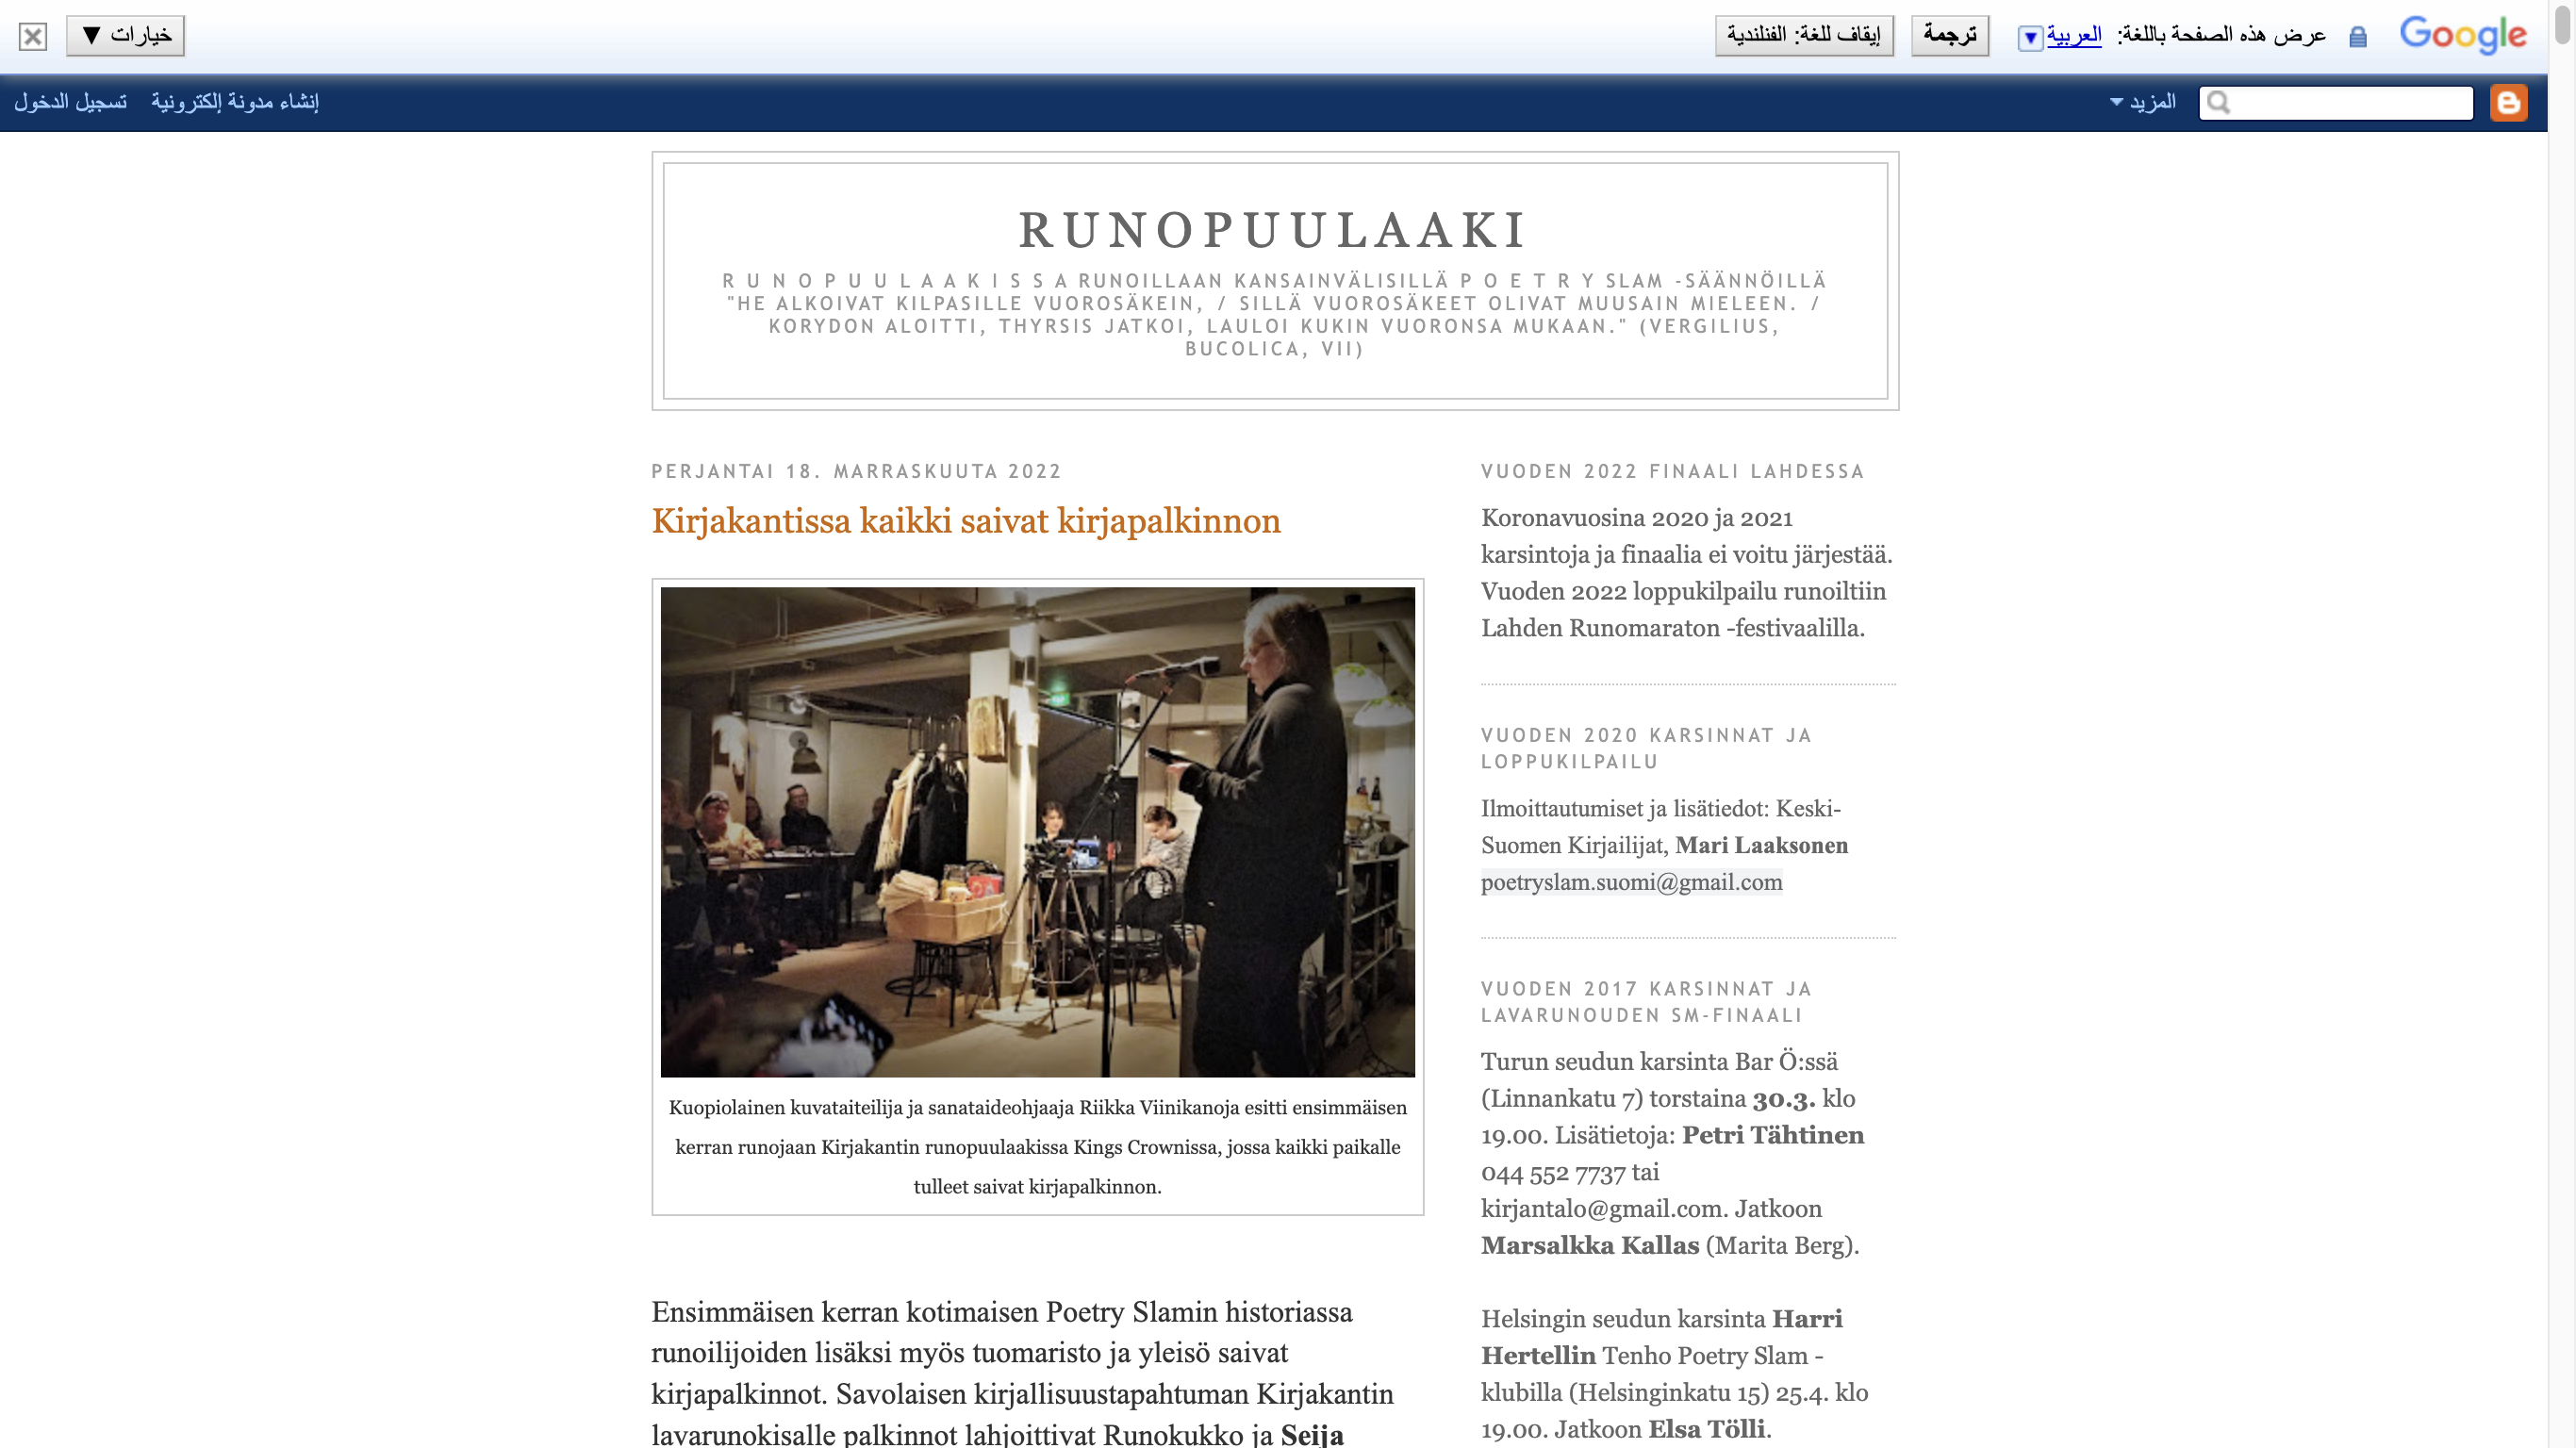 Google
عرض هذه الصفحة باللغة: العربية ▼ ترجمة إيقاف للغة: الفنلندية خيارات ▼
المزيد إنشاء مدونة إلكترونية تسجيل الدخول
RUNOPUULAAKI
R U N O P U U L A A K I S S A RUNOILLAAN KANSAINVÄLISILLÄ P O E T R Y SLAM -SÄÄNNÖILLÄ
"HE ALKOIVAT KILPASILLE VUOROSÄKEIN, / SILLÄ VUOROSÄKEET OLIVAT MUUSAIN MIELEEN. /
KORYDON ALOITTI, THYRSIS JATKOI, LAULOI KUKIN VUORONSA MUKAAN." (VERGILIUS,
BUCOLICA, VII)
PERJANTAI 18. MARRASKUUTA 2022
Kirjakantissa kaikki saivat kirjapalkinnon
Kuopiolainen kuvataiteilija ja sanataideohjaaja Riikka Viinikanoja esitti ensimmäisen
kerran runojaan Kirjakantin runopuulaakissa Kings Crownissa, jossa kaikki paikalle
tulleet saivat kirjapalkinnon.
Ensimmäisen kerran kotimaisen Poetry Slamin historiassa
runoilijoiden lisäksi myös tuomaristo ja yleisö saivat
kirjapalkinnot. Savolaisen kirjallisuustapahtuman Kirjakantin
lavarunokisalle palkinnot lahjoittivat Runokukko ja Seija
VUODEN 2022 FINAALI LAHDESSA
Koronavuosina 2020 ja 2021
karsintoja ja finaalia ei voitu järjestää.
Vuoden 2022 loppukilpailu runoiltiin
Lahden Runomaraton -festivaalilla.
VUODEN 2020 KARSINNAT JA
LOPPUKILPAILU
Ilmoittautumiset ja lisätiedot: Keski-
Suomen Kirjailijat, Mari Laaksonen
poetryslam.suomi@gmail.com
VUODEN 2017 KARSINNAT JA
LAVARUNOUDEN SM-FINAALI
Turun seudun karsinta Bar Ö:ssä
(Linnankatu 7) torstaina 30.3. klo
19.00. Lisätietoja: Petri Tähtinen
044 552 7737 tai
kirjantalo@gmail.com. Jatkoon
Marsalkka Kallas (Marita Berg).
Helsingin seudun karsinta Harri
Hertellin Tenho Poetry Slam -
klubilla (Helsinginkatu 15) 25.4. klo
19.00. Jatkoon Elsa Tölli.